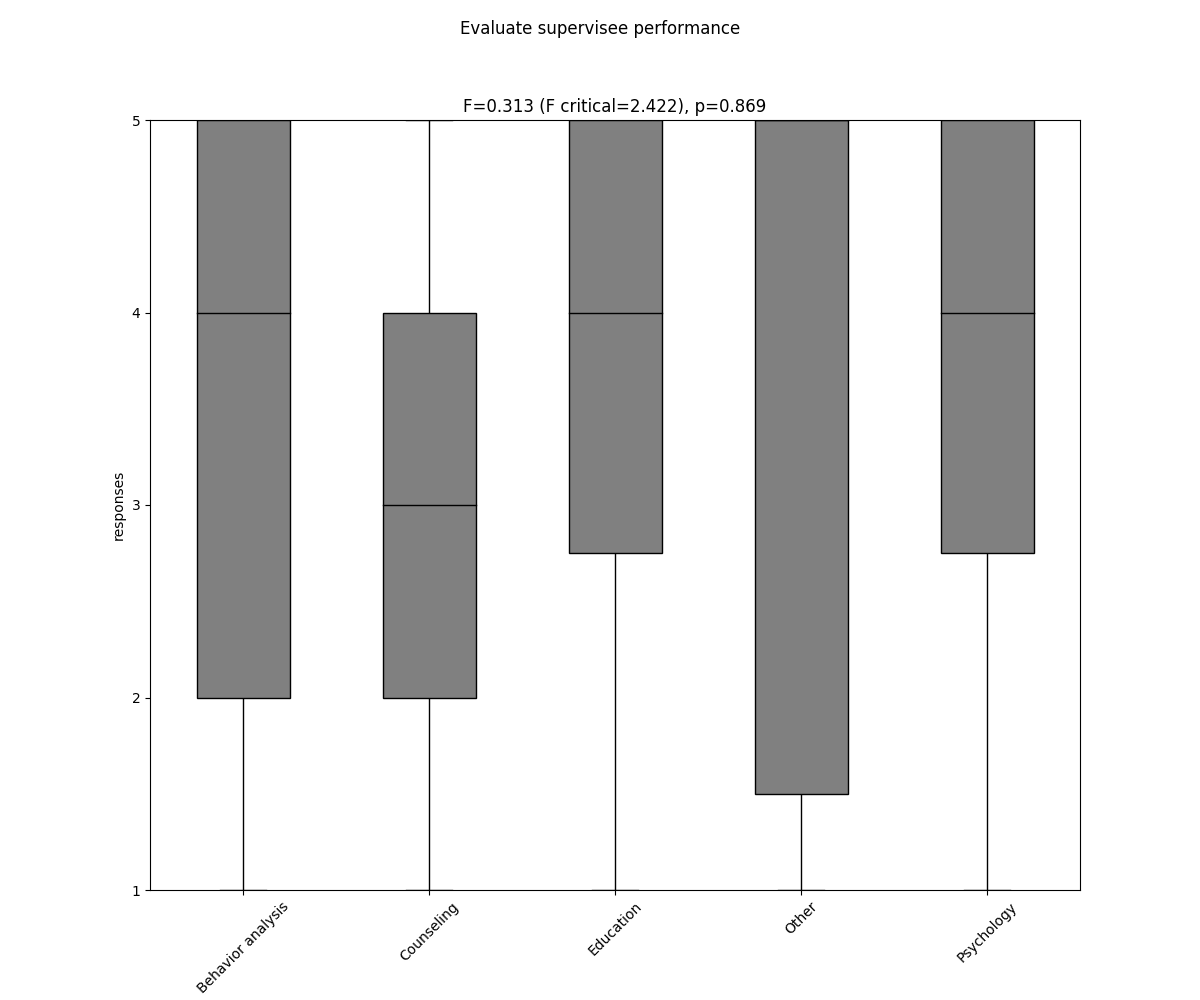 Evaluate supervisee performance
F=0.313 (F critical=2.422), p=0.869
5
4
3
2
1
responses
Behavior analysis
Counseling
Education
Other
Psychology